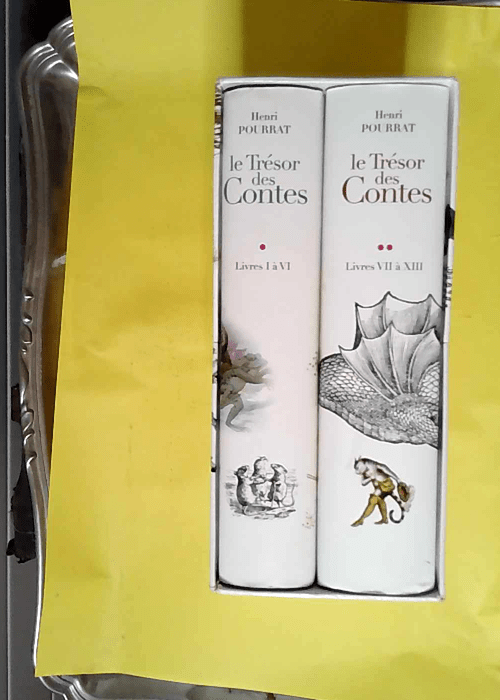 Henri
POURRAT
le Trésor
des
Contes
Livres I à VI
Henri
POURRAT
le Trésor
des
Contes
Livres VII à XIII